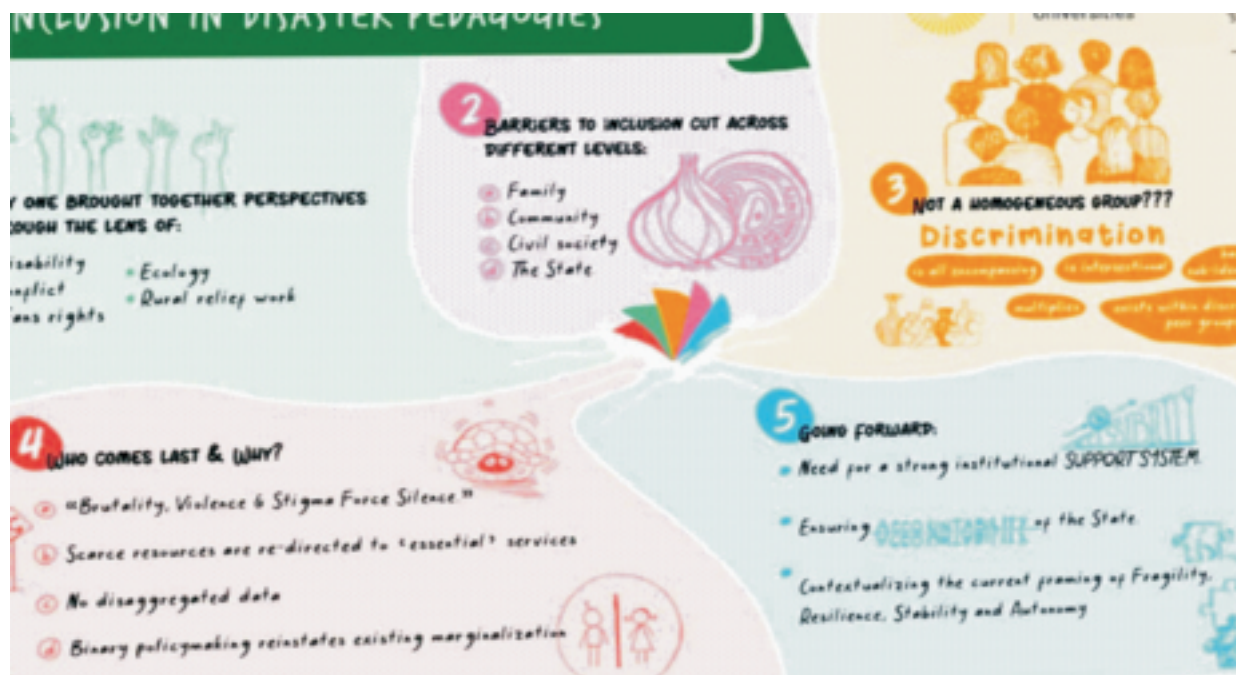 INCLUSION IN DISASTER PEDAGOGIES
Universities
ONE BROUGHT TOGETHER PERSPECTIVES
THE LENS OF:
isability
nflict
ans rights
Ecology
Rural relief work
2
BARRIERS TO INCLUSION CUT ACROSS
DIFFERENT LEVELS:
a Family
b Community
c Civil society
d The State
3
NOT A HOMOGENEOUS GROUP???
Discrimination
is all encompassing
is intersectional
multiplies
exists within
peer
4
WHO COMES LAST & WHY?
a "Brutality, Violence & Stigma Force Silence."
b Scarce resources are re-directed to 'essential' services
c No disaggregated data
d Binary policymaking reinstates existing marginalization
5
GOING FORWARD:
Need for a strong institutional SUPPORT SYSTEM.
Ensuring of the State.
Contextualizing the current framing of Fragility,
Resilience, Stability and Autonomy